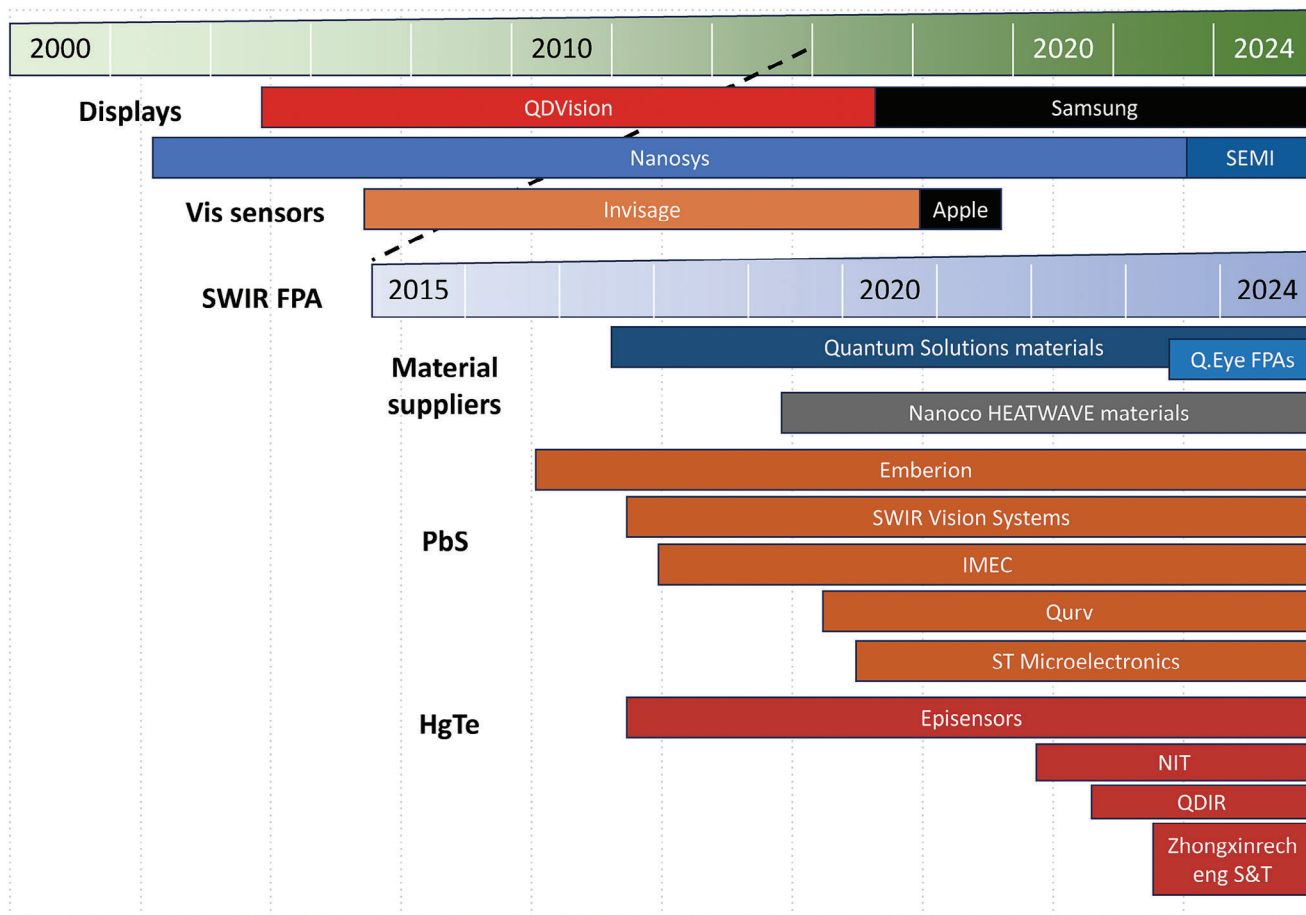 2000 2010 2020 2024
Displays
QDVision Samsung
Nanosys SEMI
Vis sensors
Invisage Apple
SWIR FPA
2015 2020 2024
Material
suppliers
Quantum Solutions materials
Q.Eye FPAs
Nanoco HEATWAVE materials
PbS
Emberion
SWIR Vision Systems
IMEC
Qurv
ST Microelectronics
HgTe
Episensors
NIT
QDIR
Zhongxinrech
eng S&T